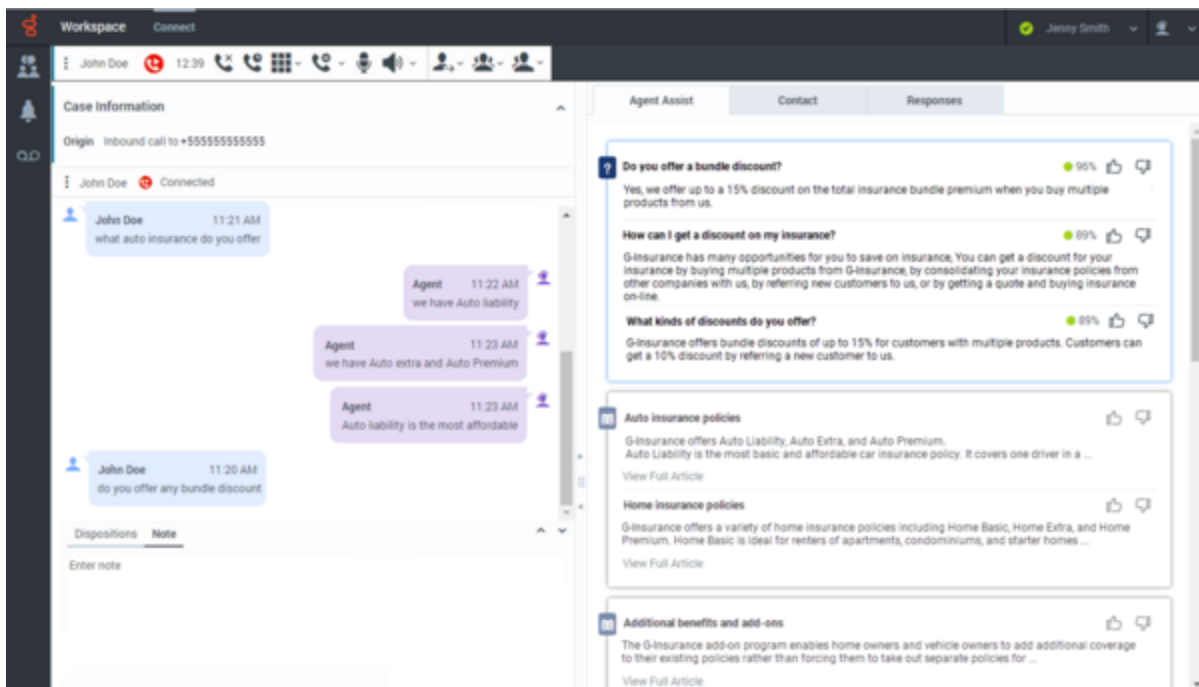 Workspace
Connect
Jenny Smith
John Doe
12:39
Case Information
Origin Inbound call to +555555555555
John Doe Connected
John Doe 11:21 AM
what auto insurance do you offer
Agent 11:22 AM
we have Auto liability
Agent 11:23 AM
we have Auto extra and Auto Premium
Agent 11:23 AM
Auto liability is the most affordable
John Doe 11:20 AM
do you offer any bundle discount
Dispositions Note
Enter note
Agent Assist
Contact
Responses
? Do you offer a bundle discount? 96%
Yes, we offer up to a 15% discount on the total insurance bundle premium when you buy multiple
products from us.
How can I get a discount on my insurance? 89%
G-Insurance has many opportunities for you to save on insurance, You can get a discount for your
insurance by buying multiple products from G-Insurance, by consolidating your insurance policies from
other companies with us, by referring new customers to us, or by getting a quote and buying insurance
on-line.
What kinds of discounts do you offer? 89%
G-Insurance offers bundle discounts of up to 15% for customers with multiple products. Customers can
get a 10% discount by referring a new customer to us.
Auto insurance policies
G-Insurance offers Auto Liability, Auto Extra, and Auto Premium.
Auto Liability is the most basic and affordable car insurance policy. It covers one driver in a ...
View Full Article
Home insurance policies
G-Insurance offers a variety of home insurance policies including Home Basic, Home Extra, and Home
Premium. Home Basic is ideal for renters of apartments, condominiums, and starter homes ...
View Full Article
Additional benefits and add-ons
The G-Insurance add-on program enables home owners and vehicle owners to add additional coverage
to their existing policies rather than forcing them to take out separate policies for ...
View Full Article